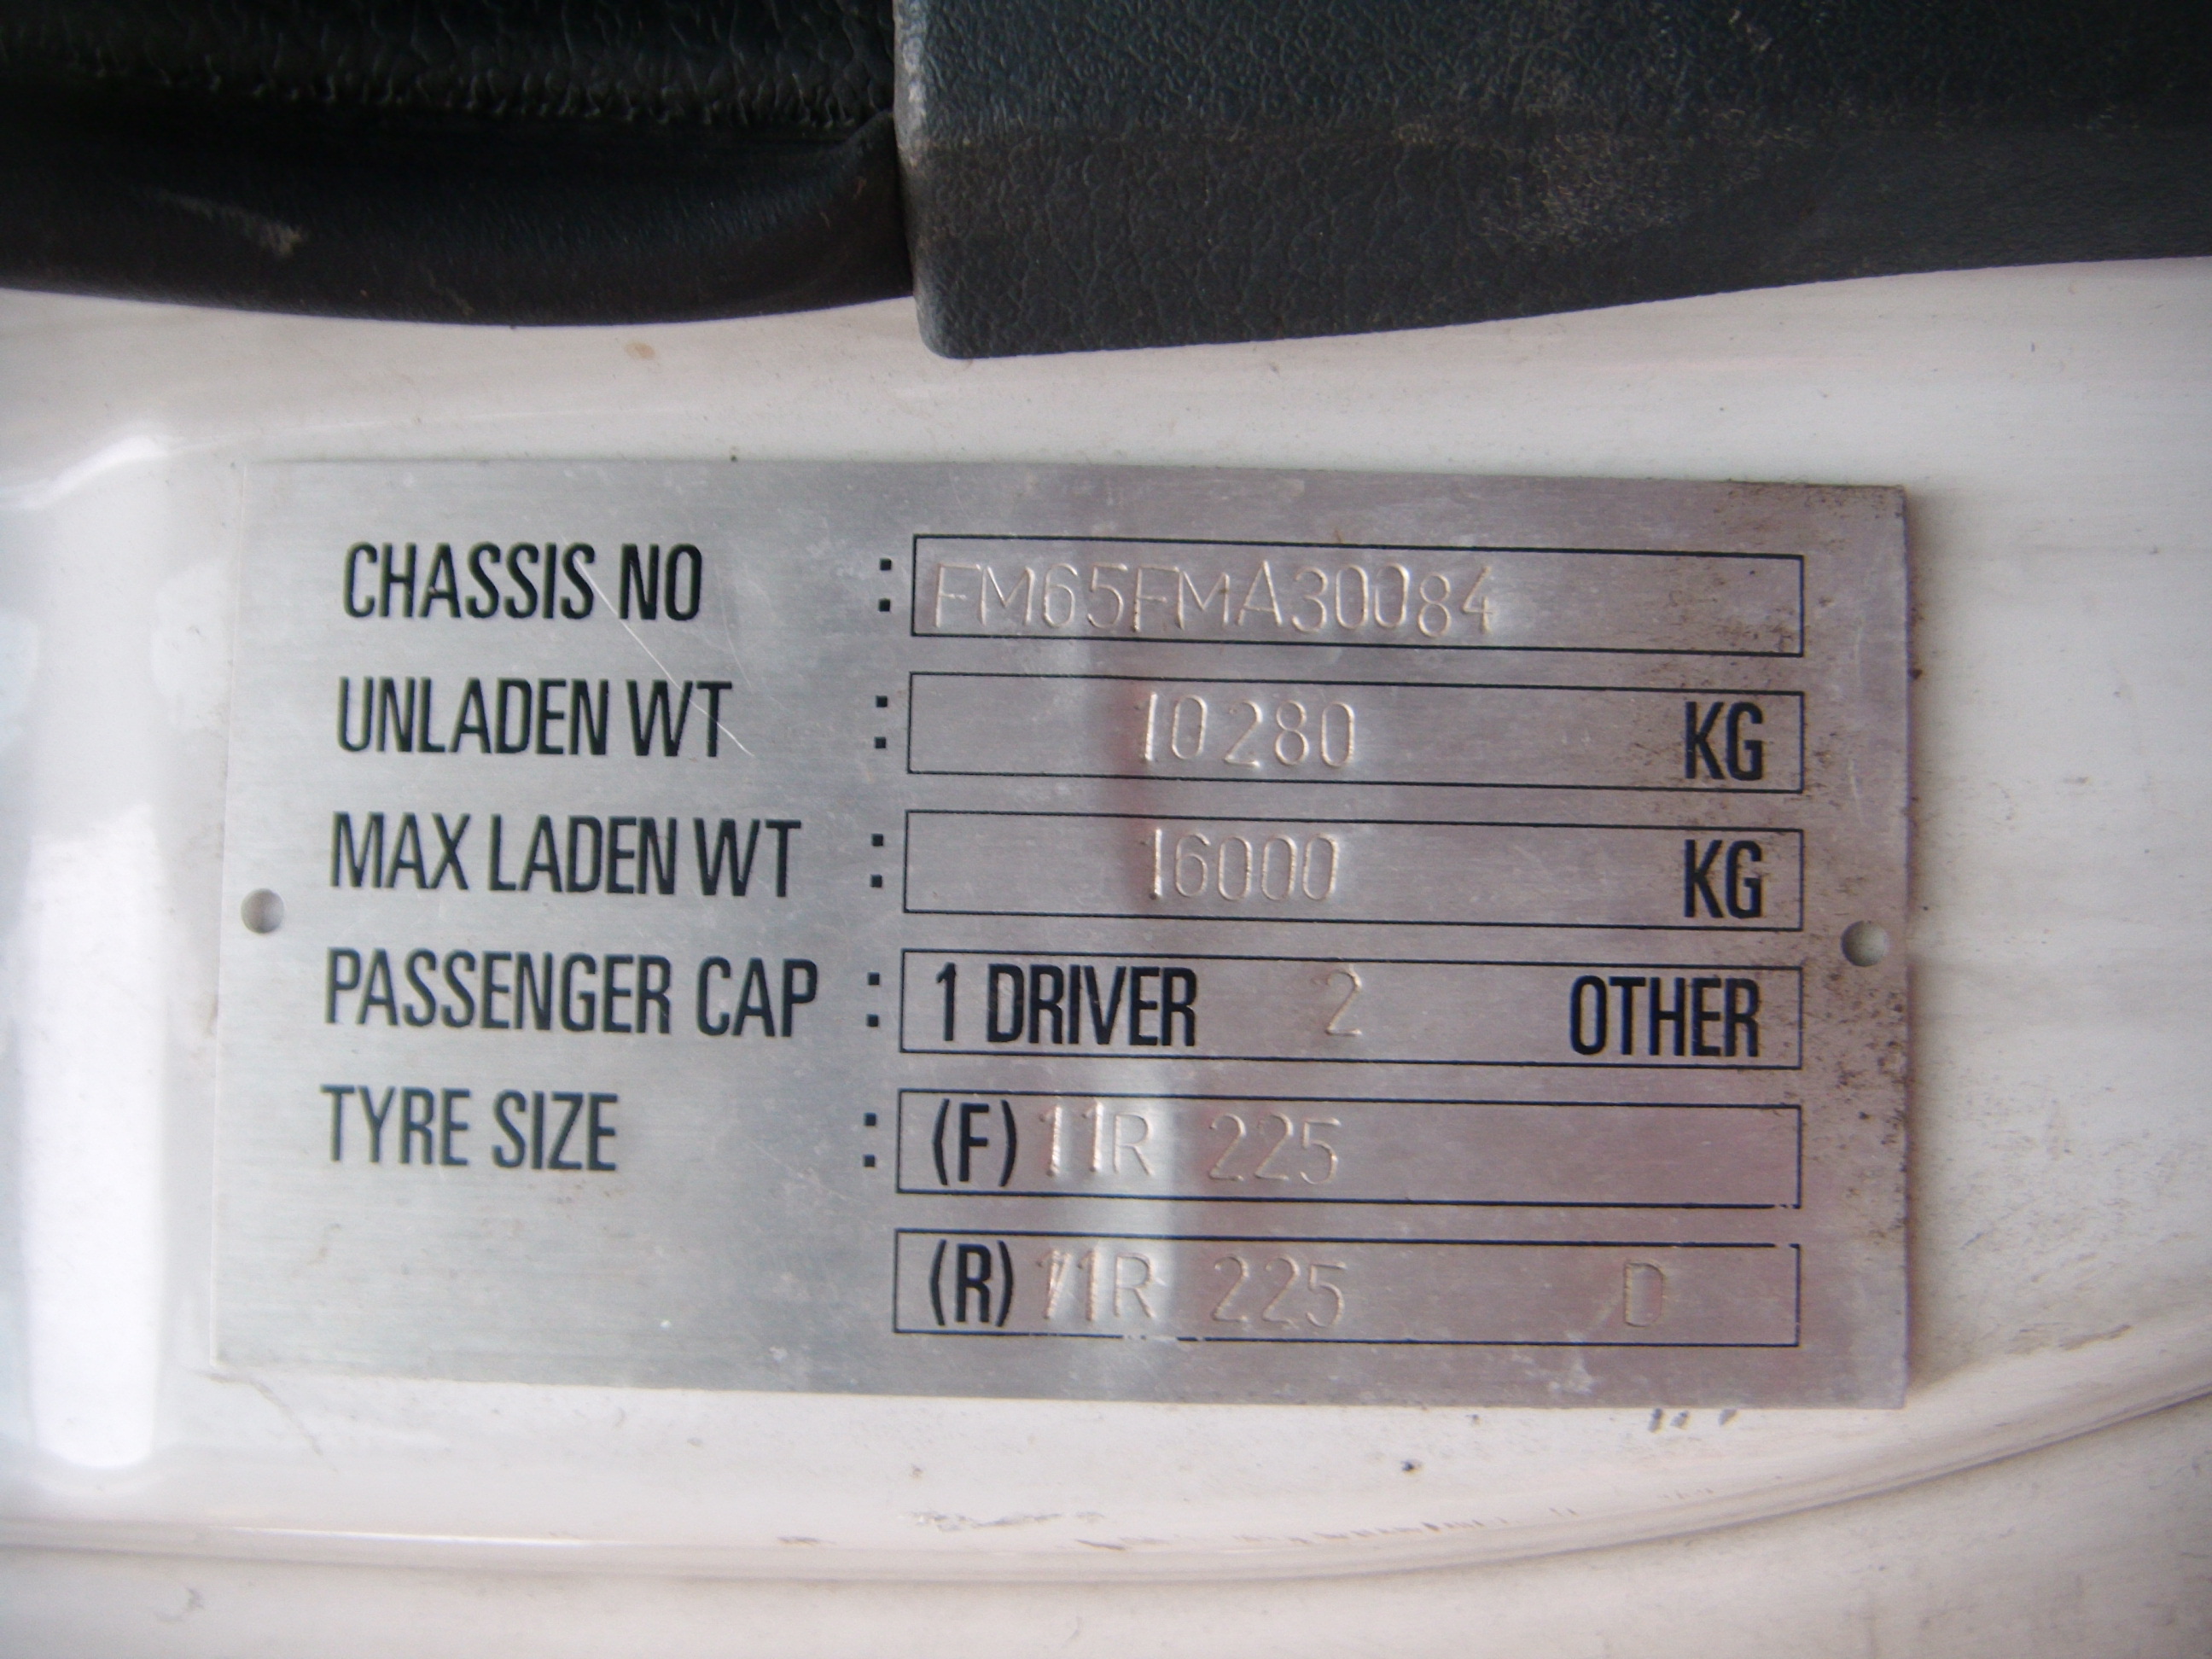 CHASSIS NO : FM65FMA30084
UNLADEN WT : 10280 KG
MAX LADEN WT : 16000 KG
PASSENGER CAP : 1 DRIVER 2 OTHER
TYRE SIZE : (F) 11R 225
(R) 11R 225 D